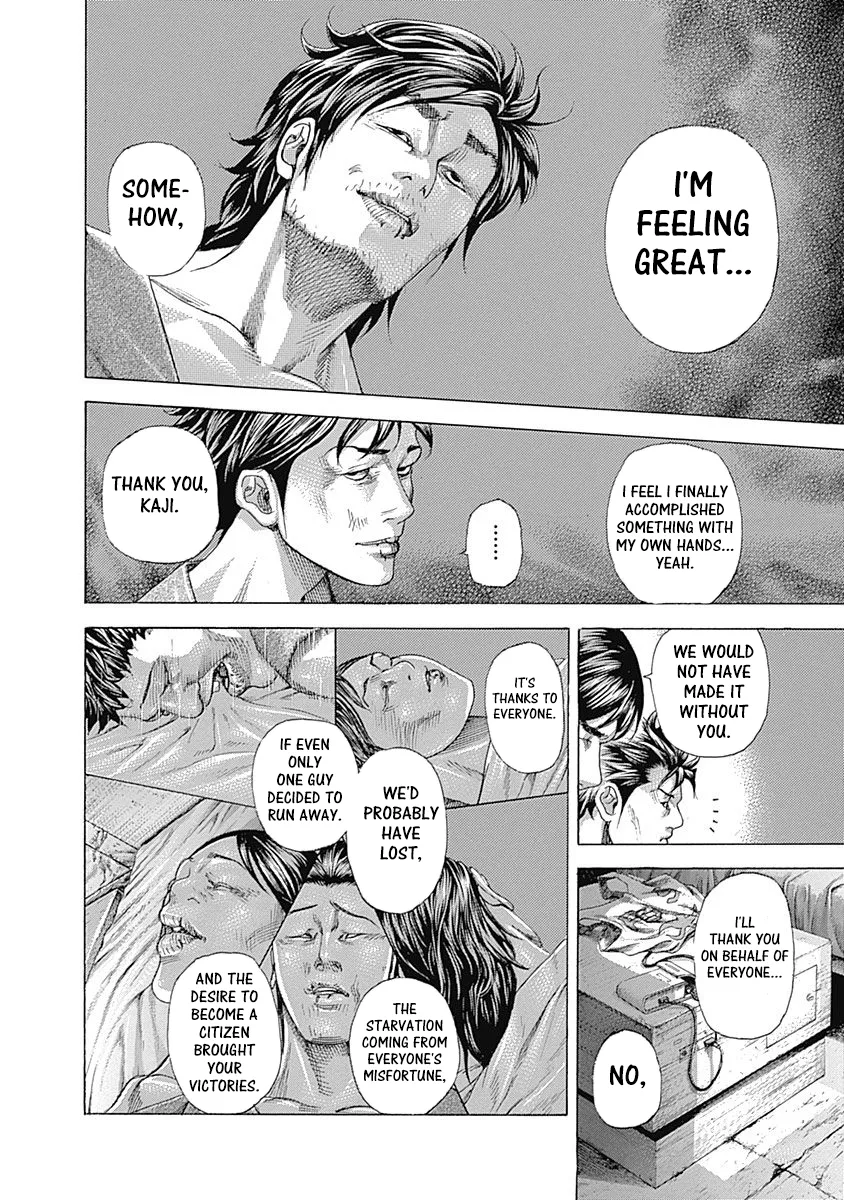 I'M
FEELING
GREAT...
SOME-
HOW,
I FEEL I FINALLY
ACCOMPLISHED
SOMETHING WITH
MY OWN HANDS...
YEAH.
......
THANK YOU,
KAJI.
WE WOULD
NOT HAVE
MADE IT
WITHOUT
YOU.
I'LL
THANK YOU
ON BEHALF OF
EVERYONE...
NO,
IT'S
THANKS TO
EVERYONE.
IF EVEN
ONLY
ONE GUY
DECIDED TO
RUN AWAY.
WE'D
PROBABLY
HAVE
LOST,
THE
STARVATION
COMING FROM
EVERYONE'S
MISFORTUNE,
AND THE
DESIRE TO
BECOME A
CITIZEN
BROUGHT
YOUR
VICTORIES.